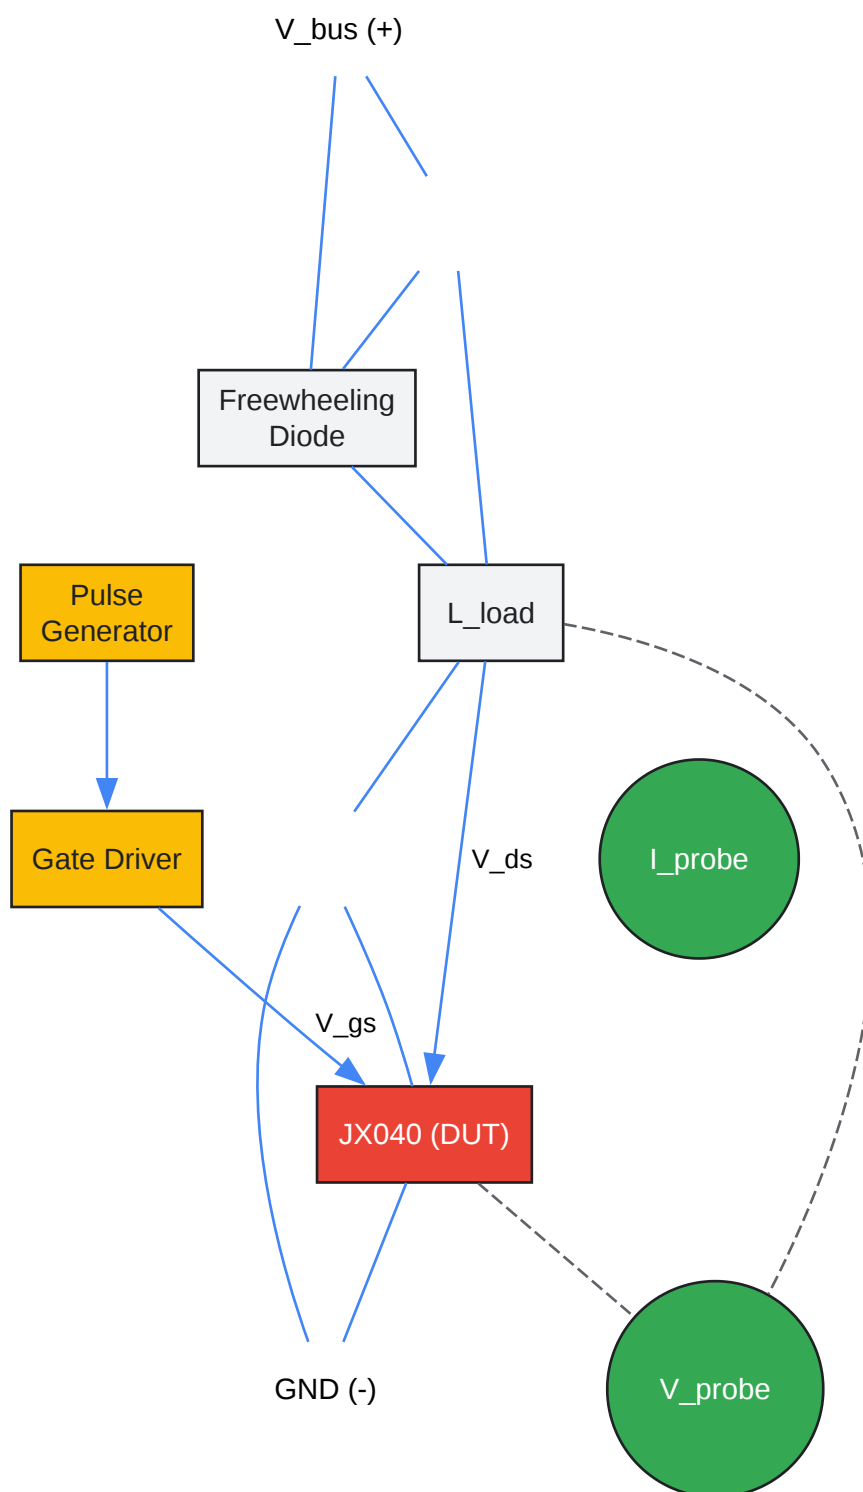 V_bus (+)
Freewheeling
Diode
Pulse
Generator
L_load
Gate Driver
V_ds
I_probe
V_gs
JX040 (DUT)
GND (-)
V_probe